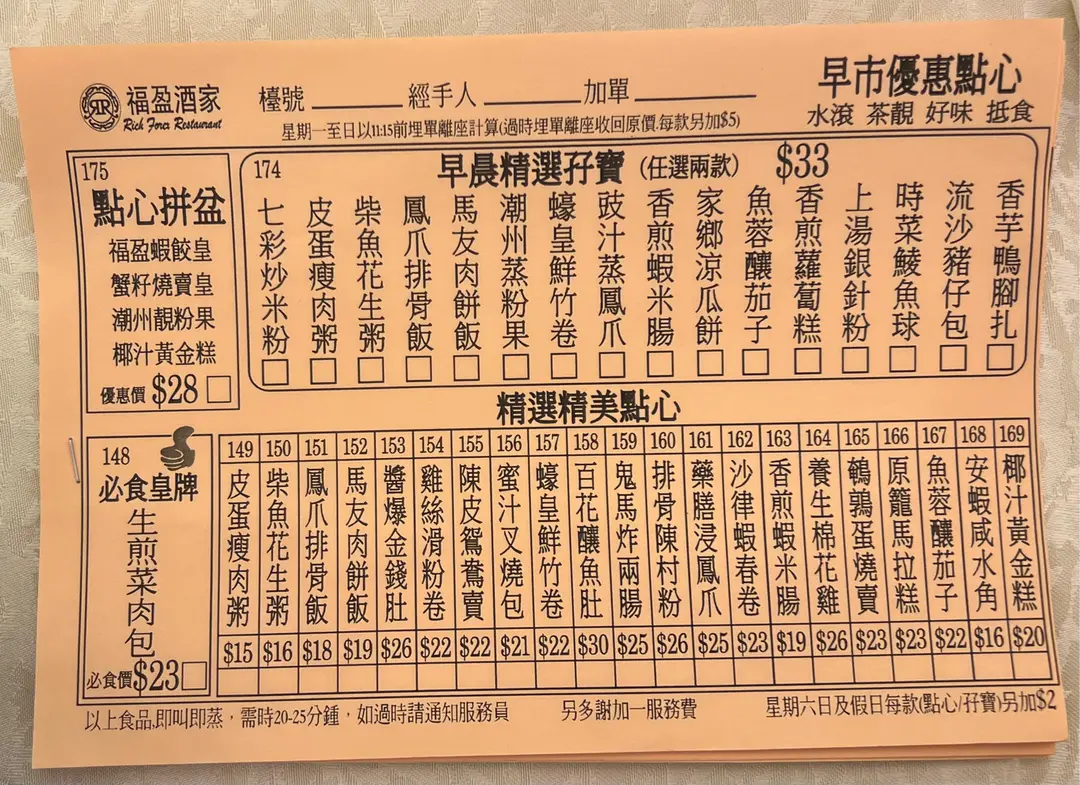 福盈酒家
Rich Force Restaurant
檯號
經手人
加單
早市優惠點心
水滾 茶靚 好味 抵食
星期一至日以11:15前埋單離座計算(過時埋單離座收回原價.每款另加$5)
175
點心拼盆
福盈蝦餃皇
蟹籽燒賣皇
潮州靚粉果
椰汁黃金糕
優惠價 $28
174
早晨精選孖寶 (任選兩款) $33
七彩炒米粉
皮蛋瘦肉粥
柴魚花生粥
鳳爪排骨飯
馬友肉餅飯
潮州蒸粉果
蠔皇鮮竹卷
豉汁蒸鳳爪
香煎蝦米腸
家鄉涼瓜餅
魚蓉釀茄子
香煎蘿蔔糕
上湯銀針粉
時菜鯪魚球
流沙豬仔包
香芋鴨腳扎
精選精美點心
148
必食皇牌
生煎菜肉包
必食價$23
149 皮蛋瘦肉粥 $15
150 柴魚花生粥 $16
151 鳳爪排骨飯 $18
152 馬友肉餅飯 $19
153 醬爆金錢肚 $26
154 雞絲滑粉卷 $22
155 陳皮鴛鴦賣 $22
156 蜜汁叉燒包 $21
157 蠔皇鮮竹卷 $22
158 百花釀魚肚 $30
159 鬼馬炸兩腸 $25
160 排骨陳村粉 $26
161 藥膳浸鳳爪 $25
162 沙律蝦春卷 $23
163 香煎蝦米腸 $19
164 養生棉花雞 $26
165 鵪鶉蛋燒賣 $23
166 原籠馬拉糕 $23
167 魚蓉釀茄子 $22
168 安蝦咸水角 $16
169 椰汁黃金糕 $20
以上食品,即叫即蒸，需時20-25分鍾，如過時請通知服務員
另多謝加一服務費
星期六日及假日每款(點心/孖寶)另加$2